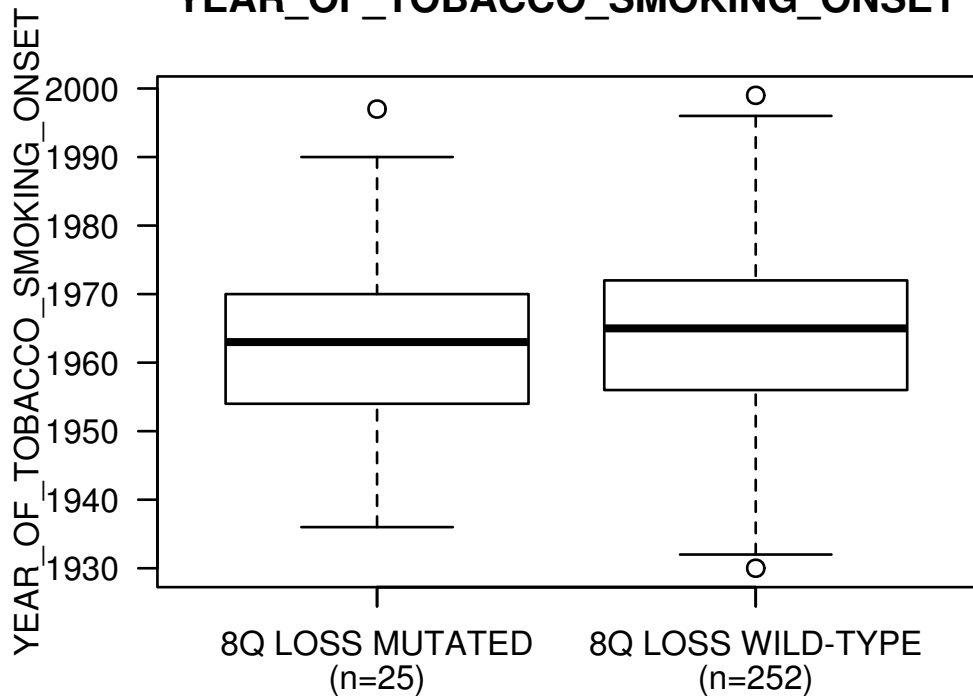 YEAR_OF_TOBACCO_SMOKING_ONSET
YEAR_OF_TOBACCO_SMOKING_ONSET
2000
1990
1980
1970
1960
1950
1940
1930
8Q LOSS MUTATED
(n=25)
8Q LOSS WILD-TYPE
(n=252)